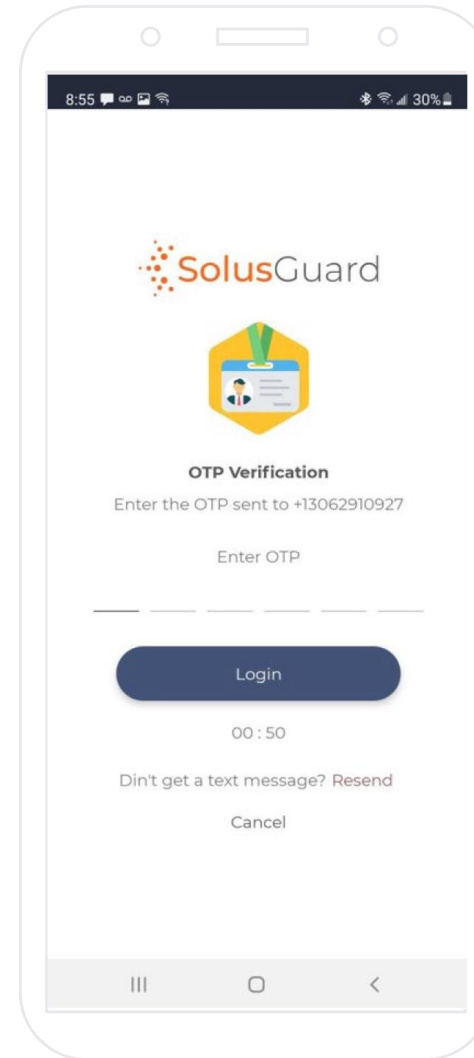 8:55 30%
SolusGuard
OTP Verification
Enter the OTP sent to +13062910927
Enter OTP
Login
00 : 50
Din't get a text message? Resend
Cancel